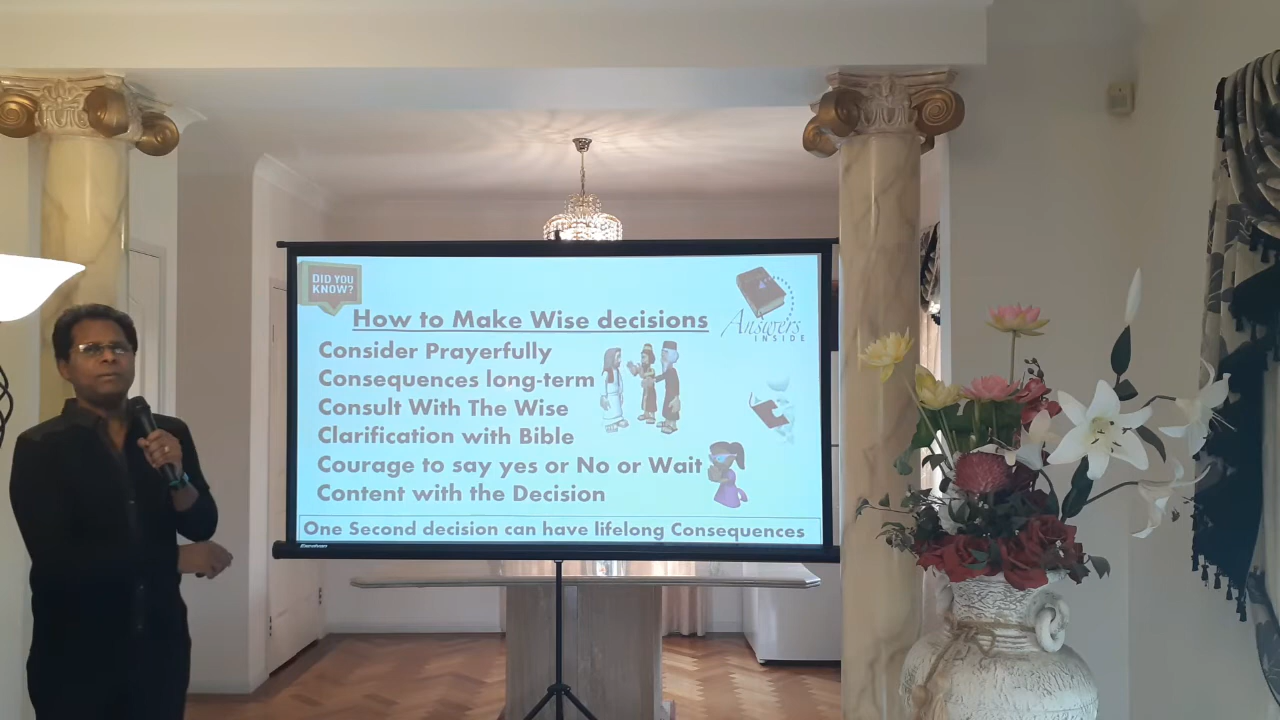 DID YOU
KNOW?
How to Make Wise decisions
Answers
INSIDE
Consider Prayerfully
Consequences long-term
Consult With The Wise
Clarification with Bible
Courage to say yes or No or Wait
Content with the Decision
One Second decision can have lifelong Consequences